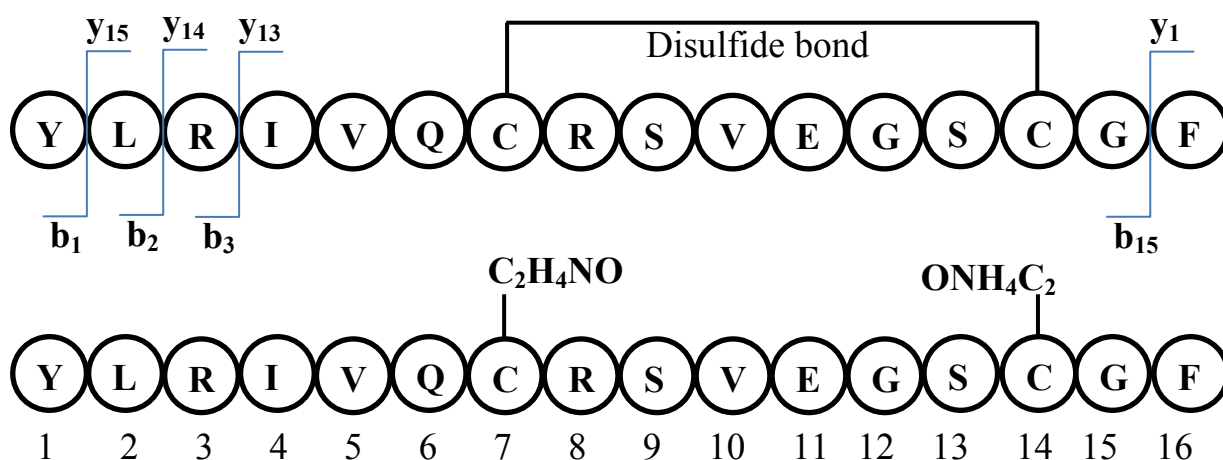 y₁₅ y₁₄ y₁₃ Disulfide bond y₁
Y L R I V Q C R S V E G S C G F
b₁ b₂ b₃ b₁₅
C₂H₄NO ONH₄C₂
Y L R I V Q C R S V E G S C G F
1 2 3 4 5 6 7 8 9 10 11 12 13 14 15 16